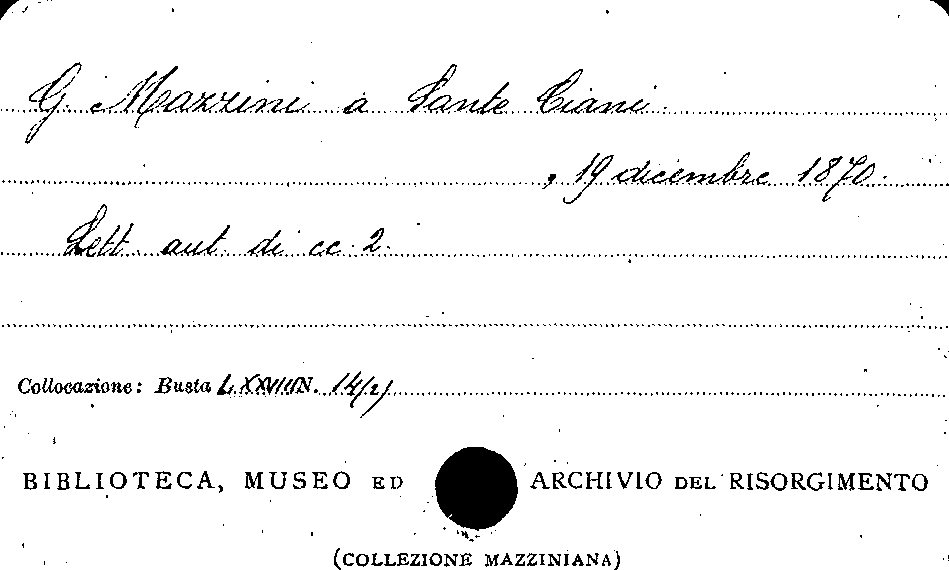 G. Mazzini a Sante Ciani.
, 19 dicembre 1870.
Lett. aut. di cc. 2.
Collocazione: Busta LXXVIII N. 14(2)
BIBLIOTECA, MUSEO ED ARCHIVIO DEL RISORGIMENTO
(COLLEZIONE MAZZINIANA)